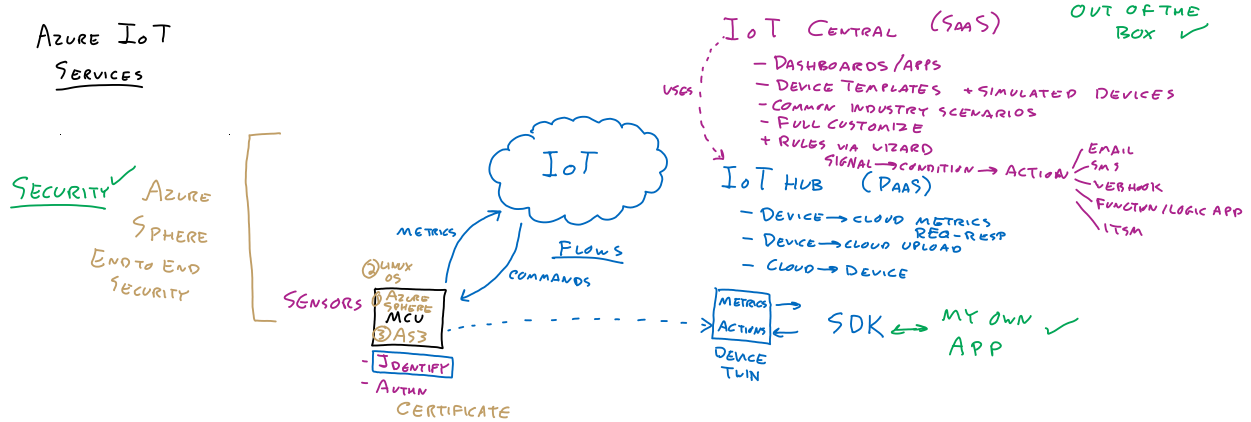 AZURE IOT
SERVICES
SECURITY
AZURE
SPHERE
END TO END
SECURITY
SENSORS
② LINUX
OS
① AZURE
SPHERE
MCU
③ AS3
- IDENTIFY
- AUTHN
CERTIFICATE
IOT
METRICS
FLOWS
COMMANDS
IOT CENTRAL (SAAS)
OUT OF THE
BOX
USES
- DASHBOARDS/APPS
- DEVICE TEMPLATES + SIMULATED DEVICES
- COMMON INDUSTRY SCENARIOS
- FULL CUSTOMIZE
+ RULES VIA WIZARD
SIGNAL → CONDITION → ACTION
EMAIL
SMS
WEBHOOK
FUNCTION/LOGIC APP
ITSM
IOT HUB (PAAS)
- DEVICE → CLOUD METRICS
REQ-RESP
- DEVICE → CLOUD UPLOAD
- CLOUD → DEVICE
METRICS
ACTIONS
DEVICE
TWIN
SDK
MY OWN
APP